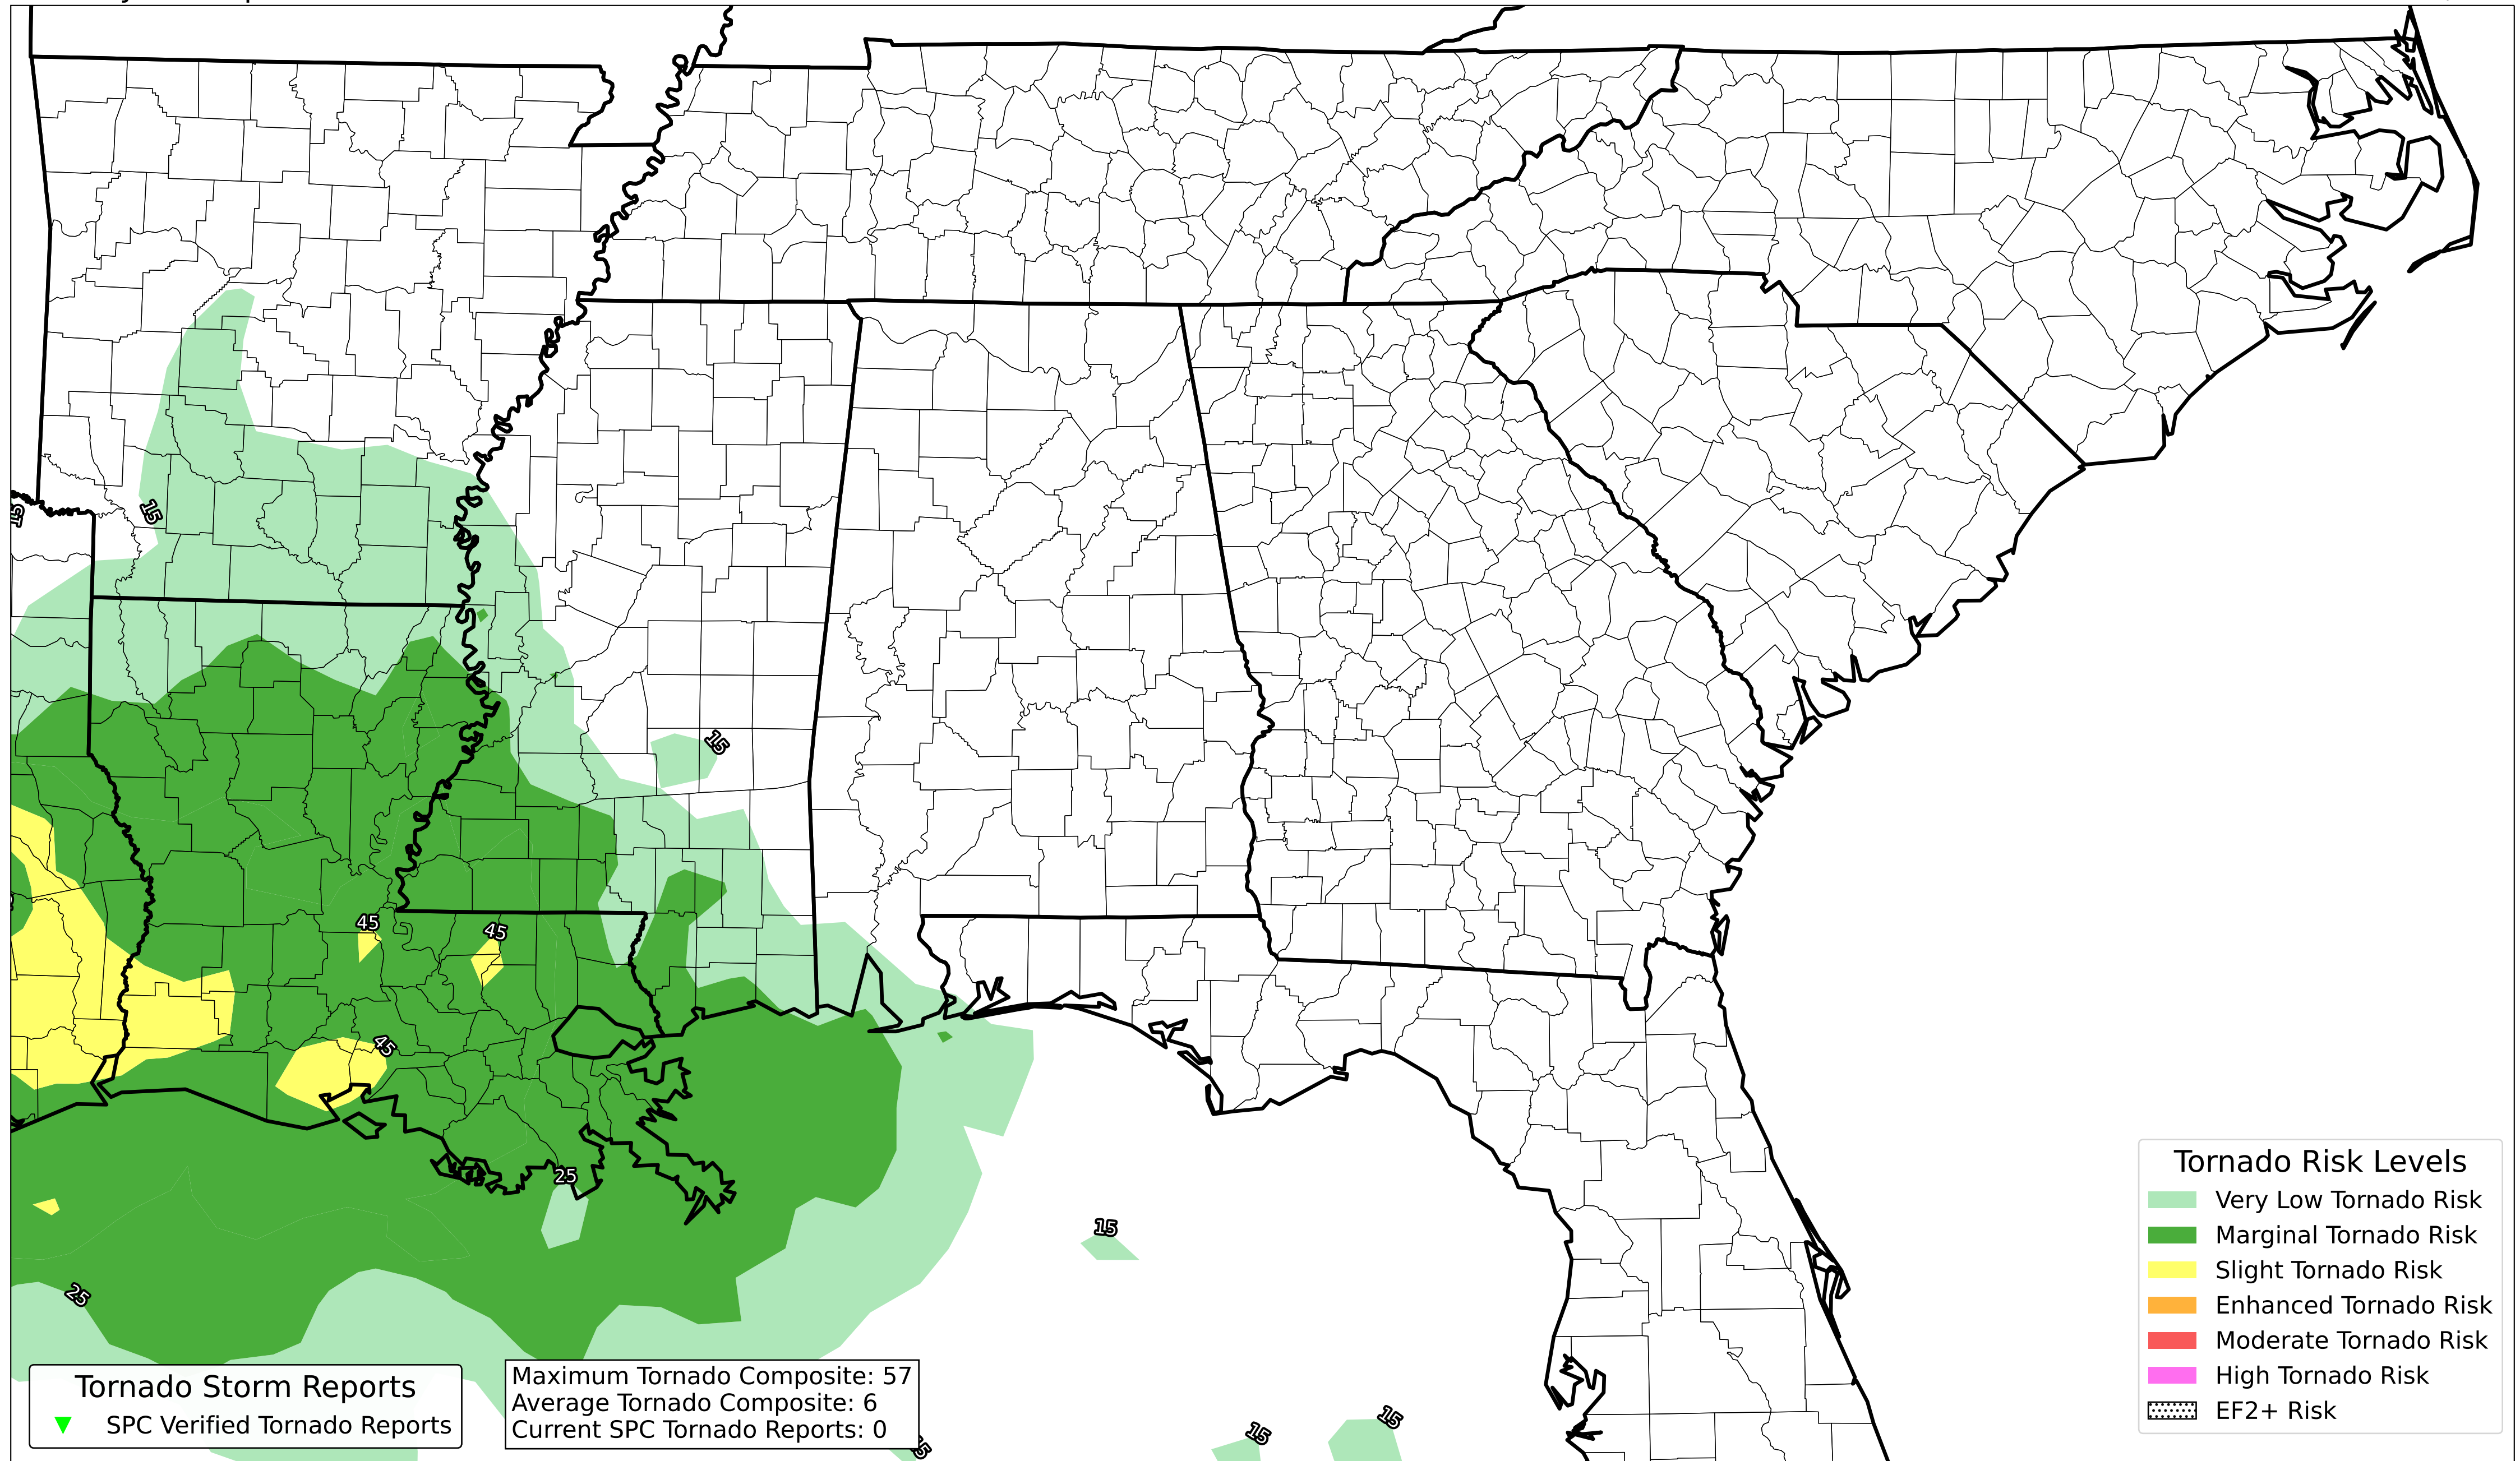 15
15
15
45
45
45
25
15
25
15
15
Tornado Risk Levels
Very Low Tornado Risk
Marginal Tornado Risk
Slight Tornado Risk
Enhanced Tornado Risk
Moderate Tornado Risk
High Tornado Risk
EF2+ Risk
Tornado Storm Reports
SPC Verified Tornado Reports
Maximum Tornado Composite: 57
Average Tornado Composite: 6
Current SPC Tornado Reports: 0